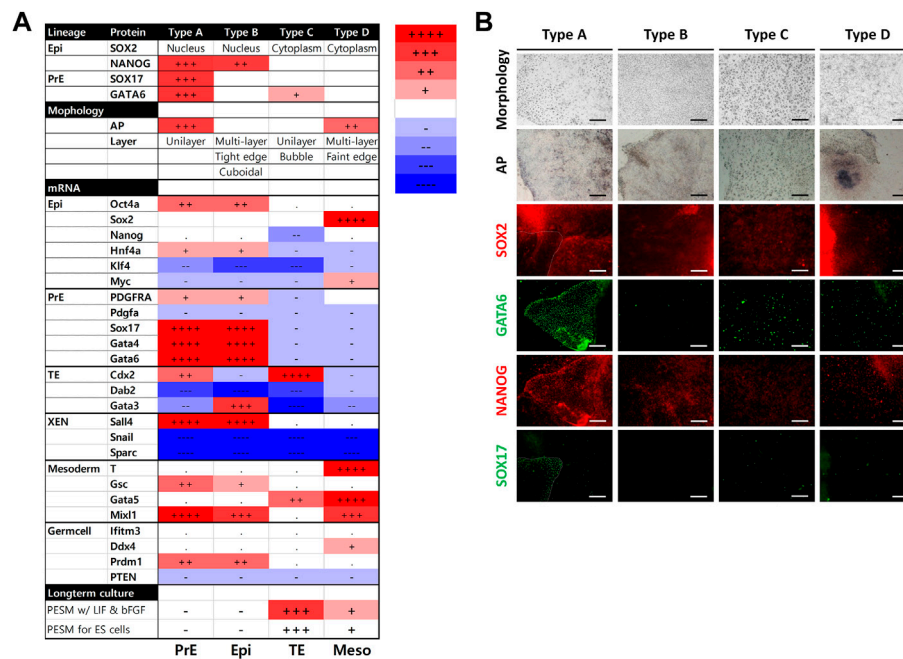 A
Lineage Protein Type A Type B Type C Type D
Epi SOX2 Nucleus Nucleus Cytoplasm Cytoplasm
NANOG +++ ++
PrE SOX17 +++
GATA6 +++ +
Mophology
AP +++ ++
Layer Unilayer Multi-layer Unilayer Multi-layer
Tight edge Bubble Faint edge
Cuboidal
mRNA
Epi Oct4a ++ ++ . .
Sox2 . . . ++++
Nanog . . -- .
Hnf4a + + - -
Klf4 -- --- --- -
Myc - - - +
PrE PDGFRA + + -
Pdgfa - - - -
Sox17 ++++ ++++ - -
Gata4 ++++ ++++ - -
Gata6 ++++ ++++ - -
TE Cdx2 ++ - ++++ -
Dab2 --- ---- --- -
Gata3 -- +++ ---- --
XEN Sall4 ++++ ++++ . .
Snail ---- ---- ---- ---
Sparc ---- ---- ---- ----
Mesoderm T . . . ++++
Gsc ++ + . .
Gata5 . . ++ ++++
Mixl1 ++++ +++ . +++
Germcell Ifitm3 . . . .
Ddx4 . . . +
Prdm1 ++ ++ . .
PTEN - - - -
Longterm culture
PESM w/ LIF & bFGF - - +++ +
PESM for ES cells - - +++ +
PrE Epi TE Meso
++++
+++
++
+
-
--
---
----
B
Type A Type B Type C Type D
Morphology
AP
SOX2
GATA6
NANOG
SOX17